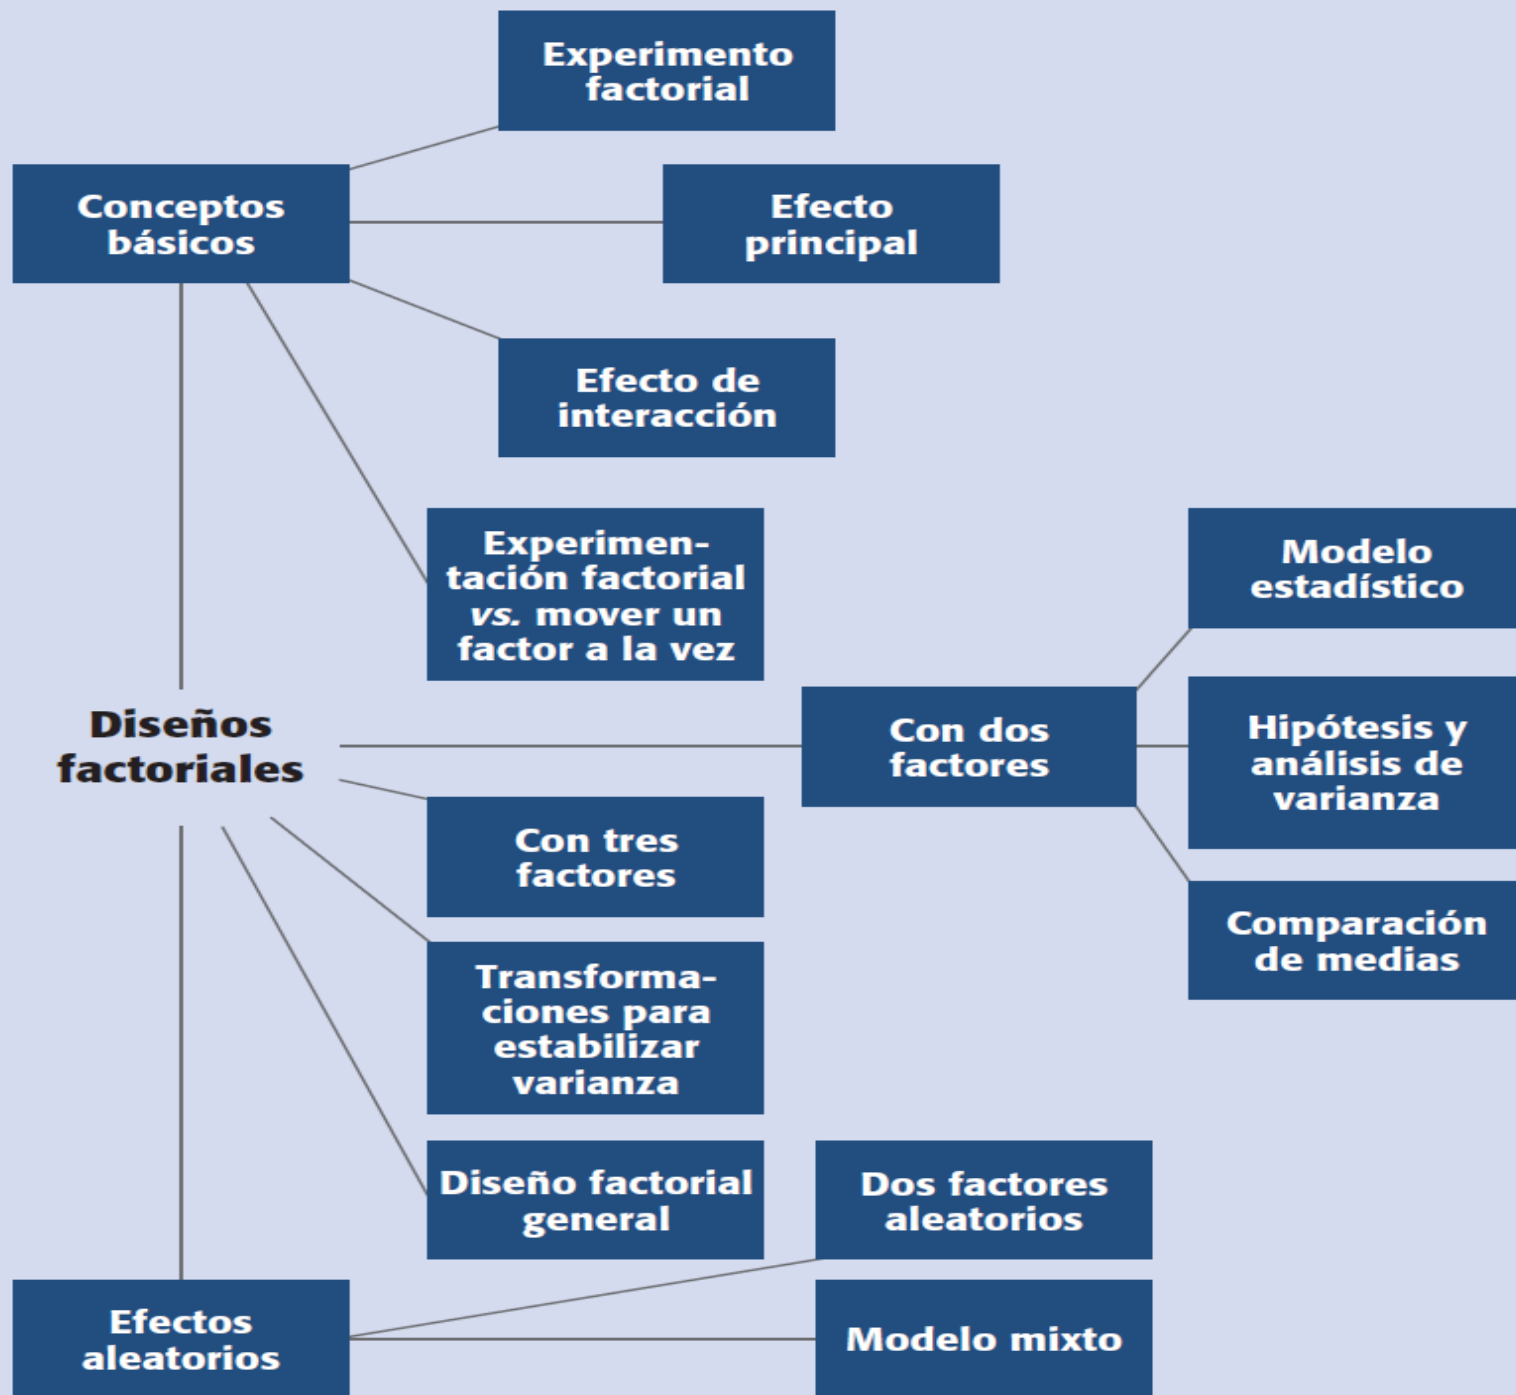 Experimento
factorial
Conceptos
básicos
Efecto
principal
Efecto de
interacción
Experimen-
tación factorial
vs. mover un
factor a la vez
Modelo
estadístico
Diseños
factoriales
Con dos
factores
Hipótesis y
análisis de
varianza
Con tres
factores
Comparación
de medias
Transforma-
ciones para
estabilizar
varianza
Diseño factorial
general
Dos factores
aleatorios
Efectos
aleatorios
Modelo mixto